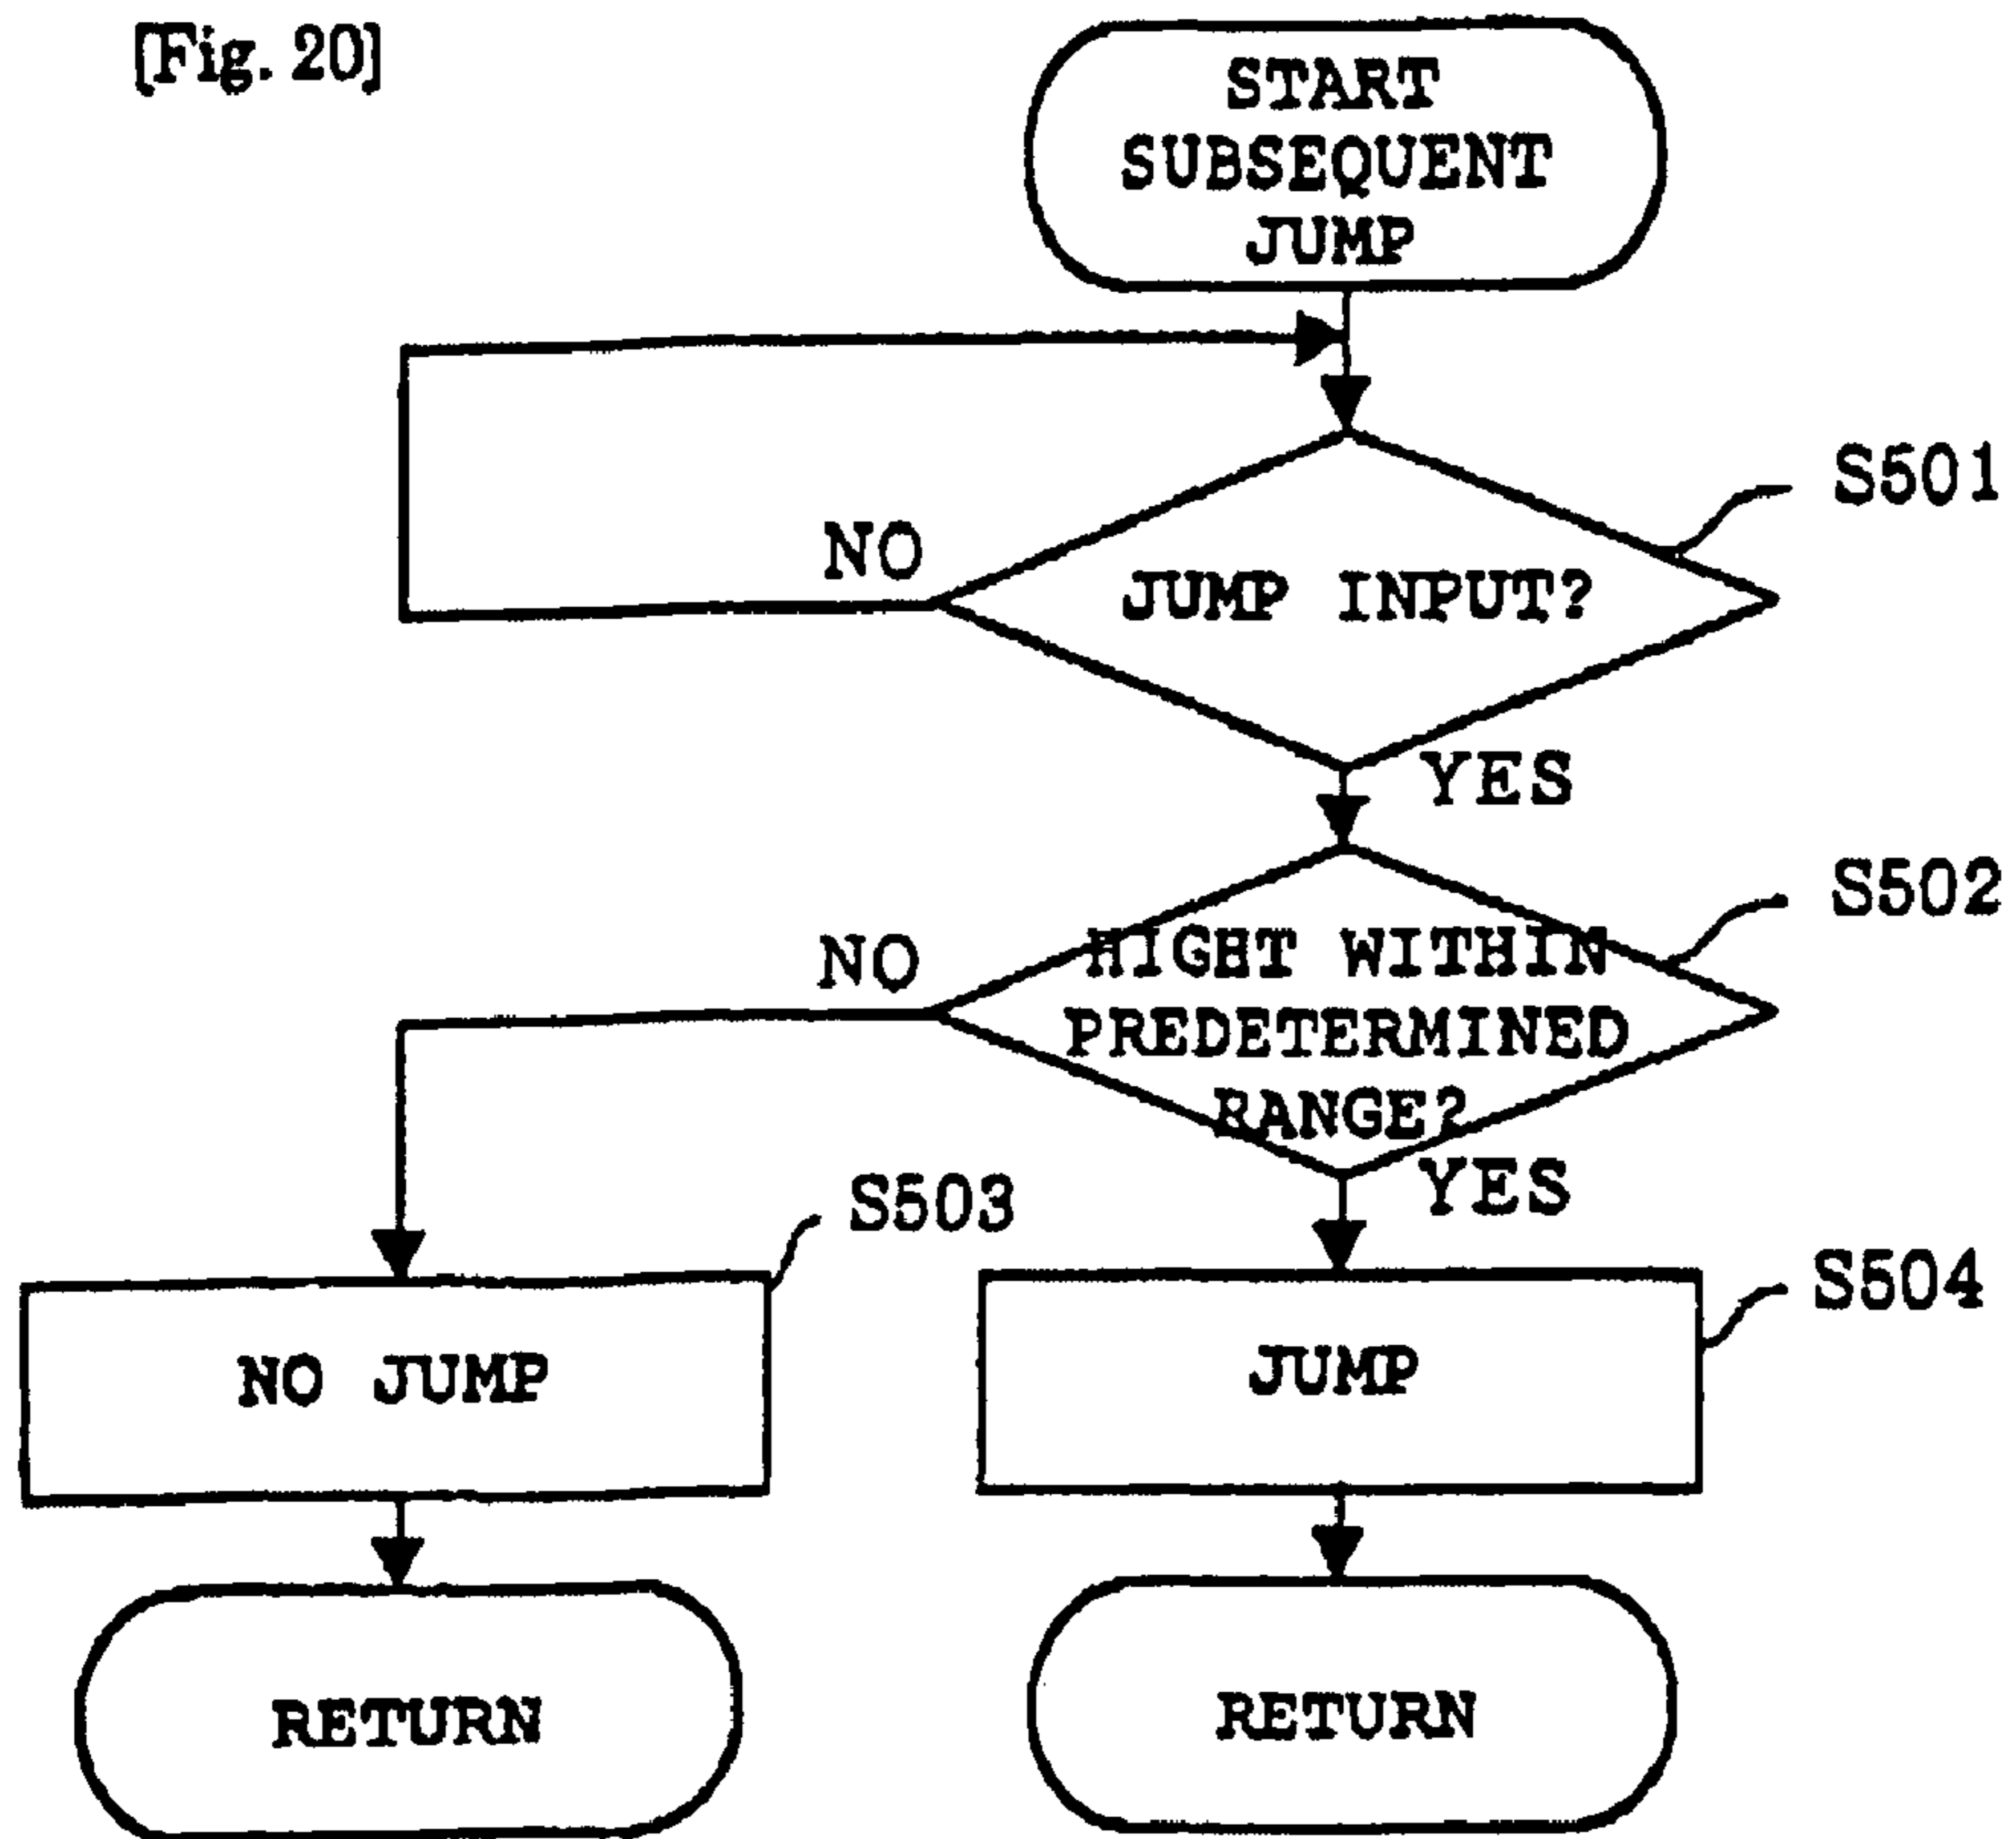 [Fig. 20]
START
SUBSEQUENT
JUMP
S501
NO
JUMP INPUT?
YES
S502
NO
HIGHT WITHIN
PREDETERMINED
RANGE?
YES
S503
S504
NO JUMP
JUMP
RETURN
RETURN